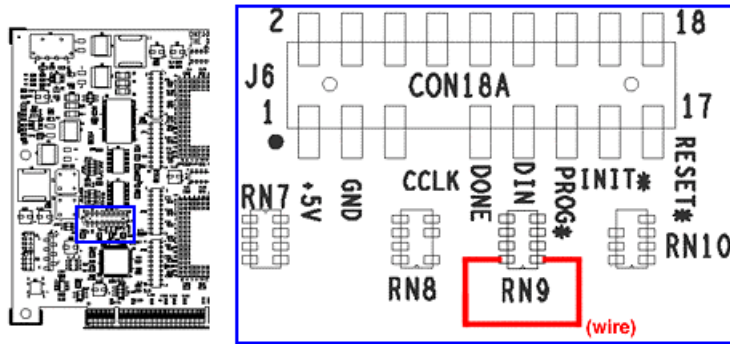 2
18
J6
CON18A
1
17
+5V
GND
CCLK
DONE
DIN
PROG*
INIT*
RESET*
RN7
RN8
RN9
RN10
(wire)